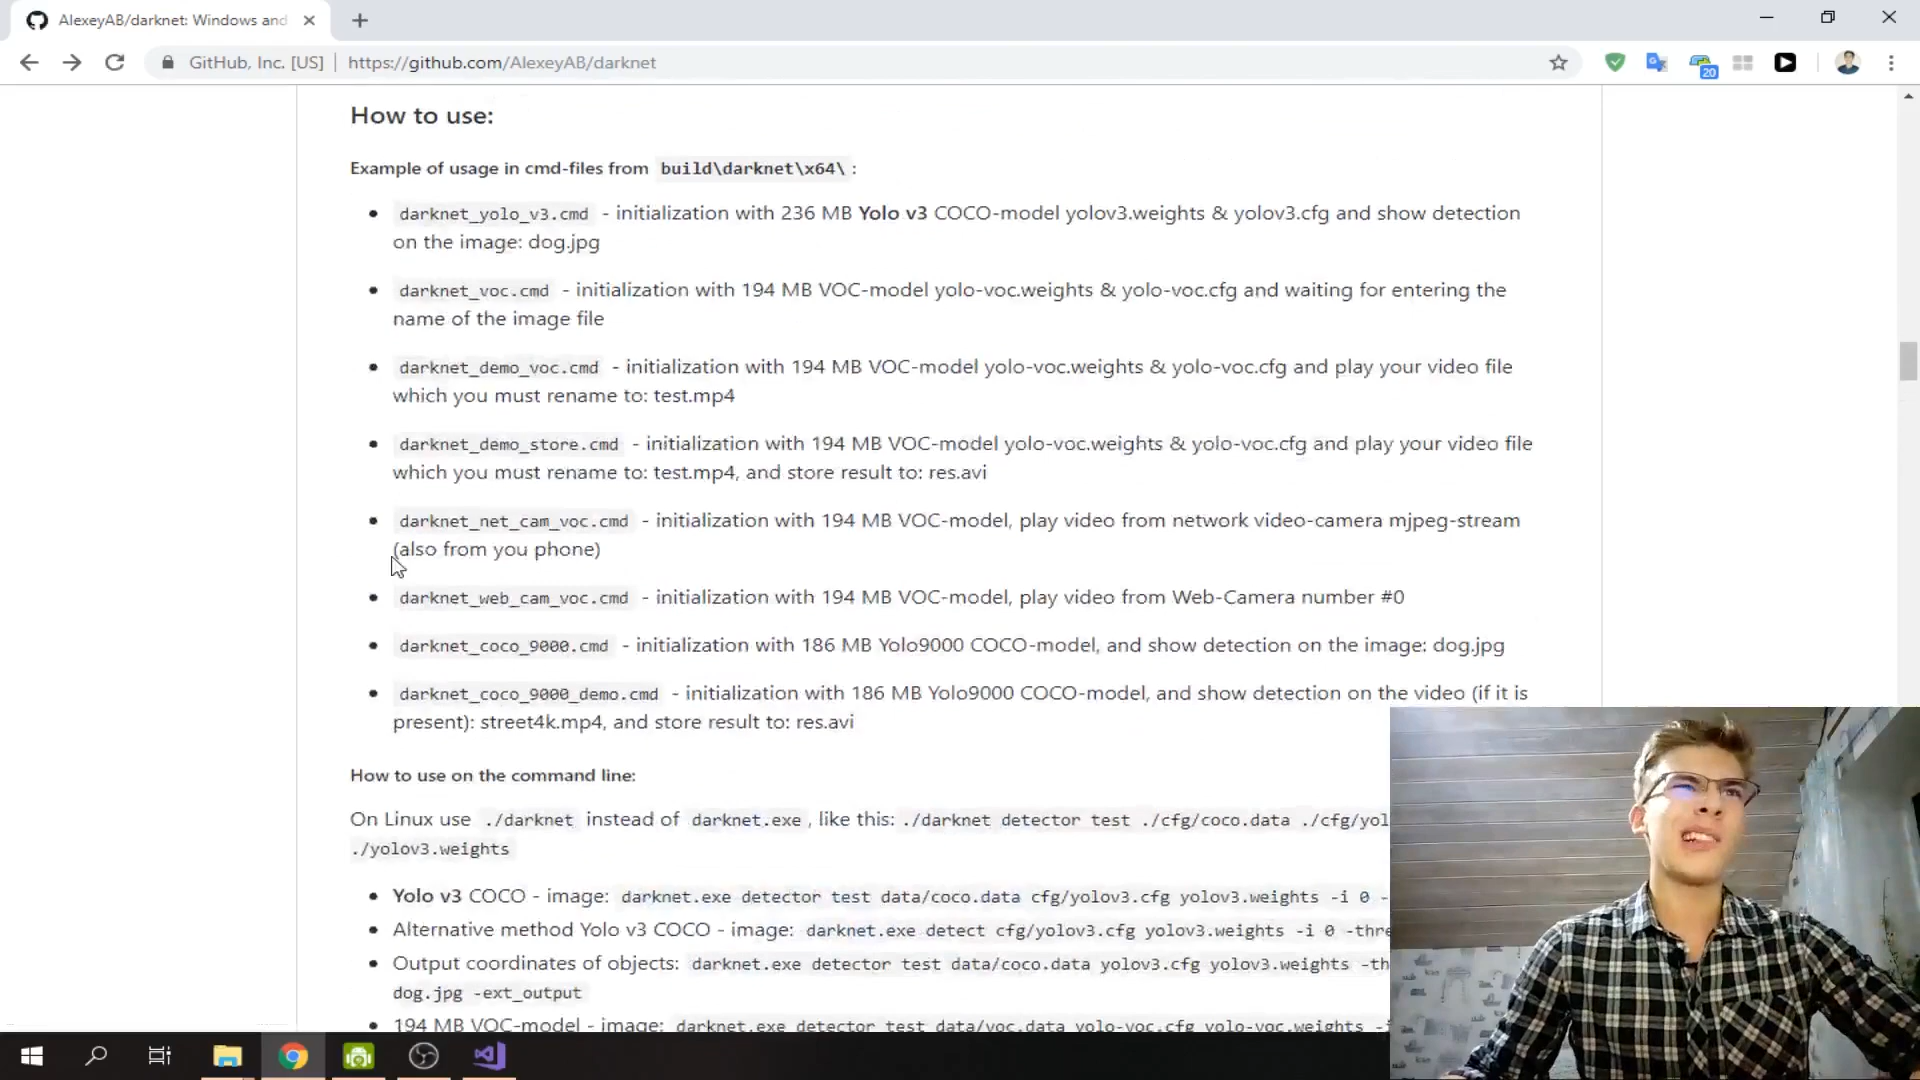 AlexeyAB/darknet: Windows and
GitHub, Inc. [US] | https://github.com/AlexeyAB/darknet
20
How to use:
Example of usage in cmd-files from build\darknet\x64\ :
darknet_yolo_v3.cmd - initialization with 236 MB Yolo v3 COCO-model yolov3.weights & yolov3.cfg and show detection
on the image: dog.jpg
darknet_voc.cmd - initialization with 194 MB VOC-model yolo-voc.weights & yolo-voc.cfg and waiting for entering the
name of the image file
darknet_demo_voc.cmd - initialization with 194 MB VOC-model yolo-voc.weights & yolo-voc.cfg and play your video file
which you must rename to: test.mp4
darknet_demo_store.cmd - initialization with 194 MB VOC-model yolo-voc.weights & yolo-voc.cfg and play your video file
which you must rename to: test.mp4, and store result to: res.avi
darknet_net_cam_voc.cmd - initialization with 194 MB VOC-model, play video from network video-camera mjpeg-stream
(also from you phone)
darknet_web_cam_voc.cmd - initialization with 194 MB VOC-model, play video from Web-Camera number #0
darknet_coco_9000.cmd - initialization with 186 MB Yolo9000 COCO-model, and show detection on the image: dog.jpg
darknet_coco_9000_demo.cmd - initialization with 186 MB Yolo9000 COCO-model, and show detection on the video (if it is
present): street4k.mp4, and store result to: res.avi
How to use on the command line:
On Linux use ./darknet instead of darknet.exe , like this: ./darknet detector test ./cfg/coco.data ./cfg/yol
./yolov3.weights
Yolo v3 COCO - image: darknet.exe detector test data/coco.data cfg/yolov3.cfg yolov3.weights -i 0 -
Alternative method Yolo v3 COCO - image: darknet.exe detect cfg/yolov3.cfg yolov3.weights -i 0 -thre
Output coordinates of objects: darknet.exe detector test data/coco.data yolov3.cfg yolov3.weights -th
dog.jpg -ext_output
194 MB VOC-model - image: darknet.exe detector test data/voc.data yolo-voc.cfg yolo-voc.weights -i